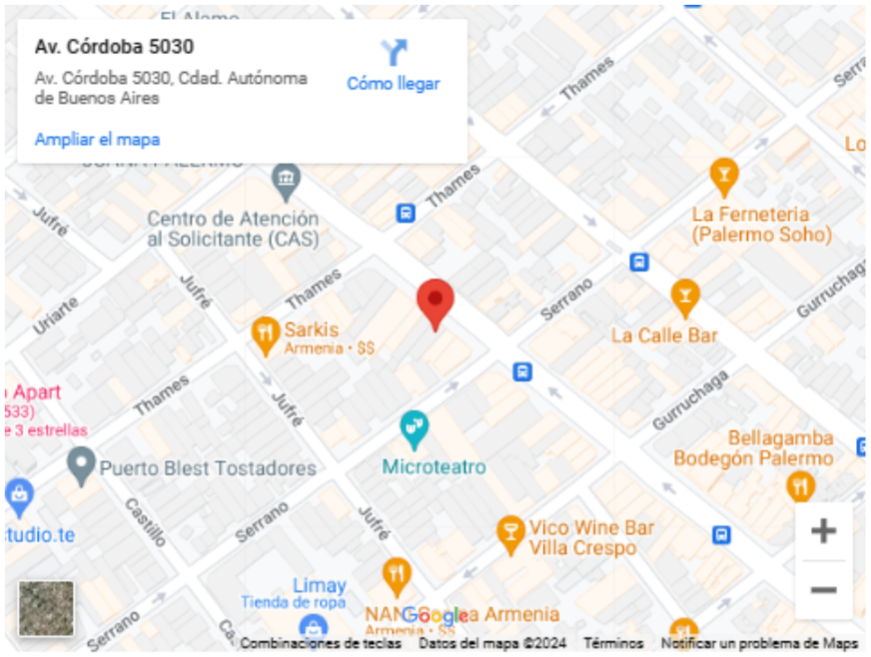 El Alamo
Av. Córdoba 5030
Av. Córdoba 5030, Cdad. Autónoma
de Buenos Aires
Cómo llegar
Ampliar el mapa
Thames
Lo
Thames
Centro de Atención
al Solicitante (CAS)
La Ferneteria
(Palermo Soho)
Jufré
Jufré
Thames
Serrano
Gurruchaga
Uriarte
Sarkis
Armenia • $$
La Calle Bar
Apart
533)
e 3 estrellas
Thames
Jufré
Gurruchaga
Microteatro
Bellagamba
Bodegón Palermo
Puerto Blest Tostadores
Castillo
Serrano
Jufré
Vico Wine Bar
Villa Crespo
tudio.te
Limay
Tienda de ropa
Google
Armenia
Armenia • $$
Serrano
Ca
Combinaciones de teclas
Datos del mapa ©2024
Términos
Notificar un problema de Maps